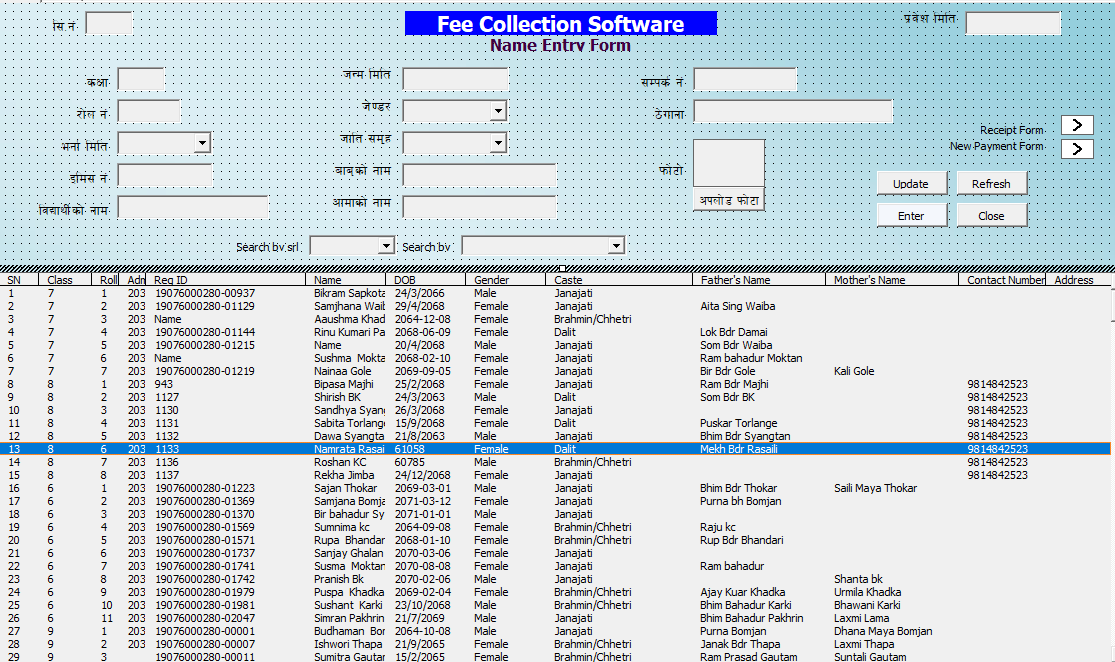 सि.नं.
Fee Collection Software
प्रवेश मिति
Name Entry Form
कक्षा
जन्म मिति
सम्पर्क नं
रोल नं
जेण्डर
ठेगाना
भर्ना मिति
जाति समूह
Receipt Form >
New Payment Form >
इमिस नं
बाबुको नाम
फोटो
Update Refresh
विद्यार्थीको नाम
आमाको नाम
अपलोड फोटो
Enter Close
Search by srl Search by
SN Class Roll Adn Reg ID Name DOB Gender Caste Father's Name Mother's Name Contact Number Address
1 7 1 203 19076000280-00937 Bikram Sapkota 24/3/2066 Male Janajati
2 7 2 203 19076000280-01129 Samjhana Waib 29/4/2068 Female Janajati Aita Sing Waiba
3 7 3 203 Name Aaushma Khad 2064-12-08 Female Brahmin/Chhetri
4 7 4 203 19076000280-01144 Rinu Kumari Pa 2068-06-09 Female Dalit Lok Bdr Damai
5 7 5 203 19076000280-01215 Name 20/4/2068 Male Janajati Som Bdr Waiba
6 7 6 203 Name Sushma Mokta 2068-02-10 Female Janajati Ram bahadur Moktan
7 7 7 203 19076000280-01219 Nainaa Gole 2069-09-05 Female Janajati Bir Bdr Gole Kali Gole
8 8 1 203 943 Bipasa Majhi 25/2/2068 Female Janajati Ram Bdr Majhi 9814842523
9 8 2 203 1127 Shirish BK 24/3/2063 Male Dalit Som Bdr BK 9814842523
10 8 3 203 1130 Sandhya Syang 26/3/2068 Female Janajati 9814842523
11 8 4 203 1131 Sabita Torlange 15/9/2068 Female Dalit Puskar Torlange 9814842523
12 8 5 203 1132 Dawa Syangta 21/8/2063 Male Janajati Bhim Bdr Syangtan 9814842523
13 8 6 203 1133 Namrata Rasai 61058 Female Dalit Mekh Bdr Rasaili 9814842523
14 8 7 203 1136 Roshan KC 60785 Male Brahmin/Chhetri 9814842523
15 8 8 203 1137 Rekha Jimba 24/12/2068 Female Janajati 9814842523
16 6 1 203 19076000280-01223 Sajan Thokar 2069-03-01 Male Janajati Bhim Bdr Thokar Saili Maya Thokar
17 6 2 203 19076000280-01369 Samjana Bomja 2071-03-12 Female Janajati Purna bh Bomjan
18 6 3 203 19076000280-01370 Bir bahadur Sy 2071-01-01 Male Janajati
19 6 4 203 19076000280-01569 Sumnima kc 2064-09-08 Female Brahmin/Chhetri Raju kc
20 6 5 203 19076000280-01571 Rupa Bhandar 2068-01-10 Female Brahmin/Chhetri Rup Bdr Bhandari
21 6 6 203 19076000280-01737 Sanjay Ghalan 2070-03-06 Female Janajati
22 6 7 203 19076000280-01741 Susma Moktan 2070-08-08 Female Janajati Ram bahadur
23 6 8 203 19076000280-01742 Pranish Bk 2070-02-06 Male Janajati Shanta bk
24 6 9 203 19076000280-01979 Puspa Khadka 2069-02-04 Female Brahmin/Chhetri Ajay Kuar Khadka Urmila Khadka
25 6 10 203 19076000280-01981 Sushant Karki 23/10/2068 Male Brahmin/Chhetri Bhim Bahadur Karki Bhawani Karki
26 6 11 203 19076000280-02047 Simran Pakhrin 21/7/2069 Male Janajati Bhim Bahadur Pakhrin Laxmi Lama
27 9 1 203 19076000280-00001 Budhaman Bor 2064-10-08 Male Janajati Purna Bomjan Dhana Maya Bomjan
28 9 2 203 19076000280-00007 Ishwori Thapa 21/9/2065 Female Brahmin/Chhetri Janak Bdr Thapa Laxmi Thapa
29 9 3 19076000280-00011 Sumitra Gautar 15/2/2065 Female Brahmin/Chhetri Ram Prasad Gautam Suntali Gautam